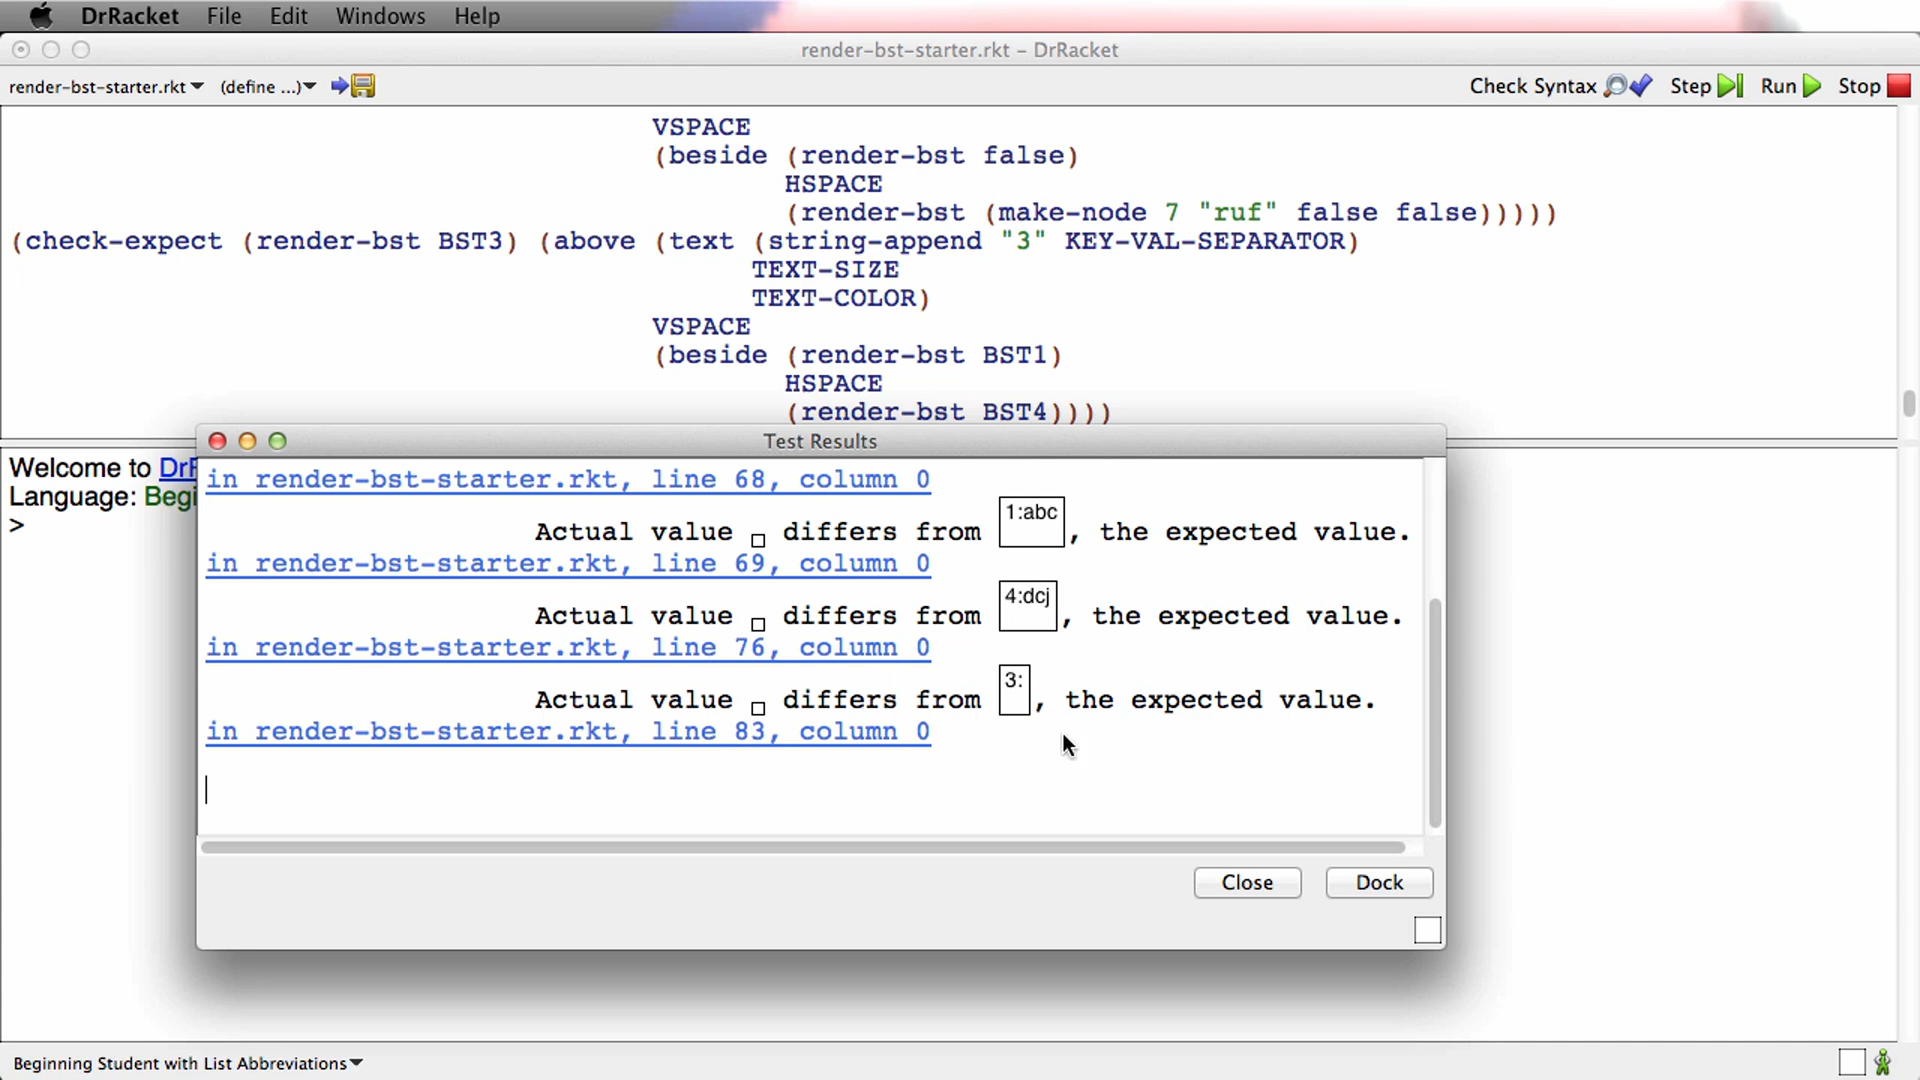 DrRacket File Edit Windows Help
render-bst-starter.rkt – DrRacket
render-bst-starter.rkt (define ...) Check Syntax Step Run Stop
VSPACE
(beside (render-bst false)
HSPACE
(render-bst (make-node 7 "ruf" false false)))))
(check-expect (render-bst BST3) (above (text (string-append "3" KEY-VAL-SEPARATOR)
TEXT-SIZE
TEXT-COLOR)
VSPACE
(beside (render-bst BST1)
HSPACE
(render-bst BST4))))
Test Results
Welcome to DrR
Language: Begi
>
in render-bst-starter.rkt, line 68, column 0
Actual value differs from 1:abc, the expected value.
in render-bst-starter.rkt, line 69, column 0
Actual value differs from 4:dcj, the expected value.
in render-bst-starter.rkt, line 76, column 0
Actual value differs from 3:, the expected value.
in render-bst-starter.rkt, line 83, column 0
Close Dock
Beginning Student with List Abbreviations